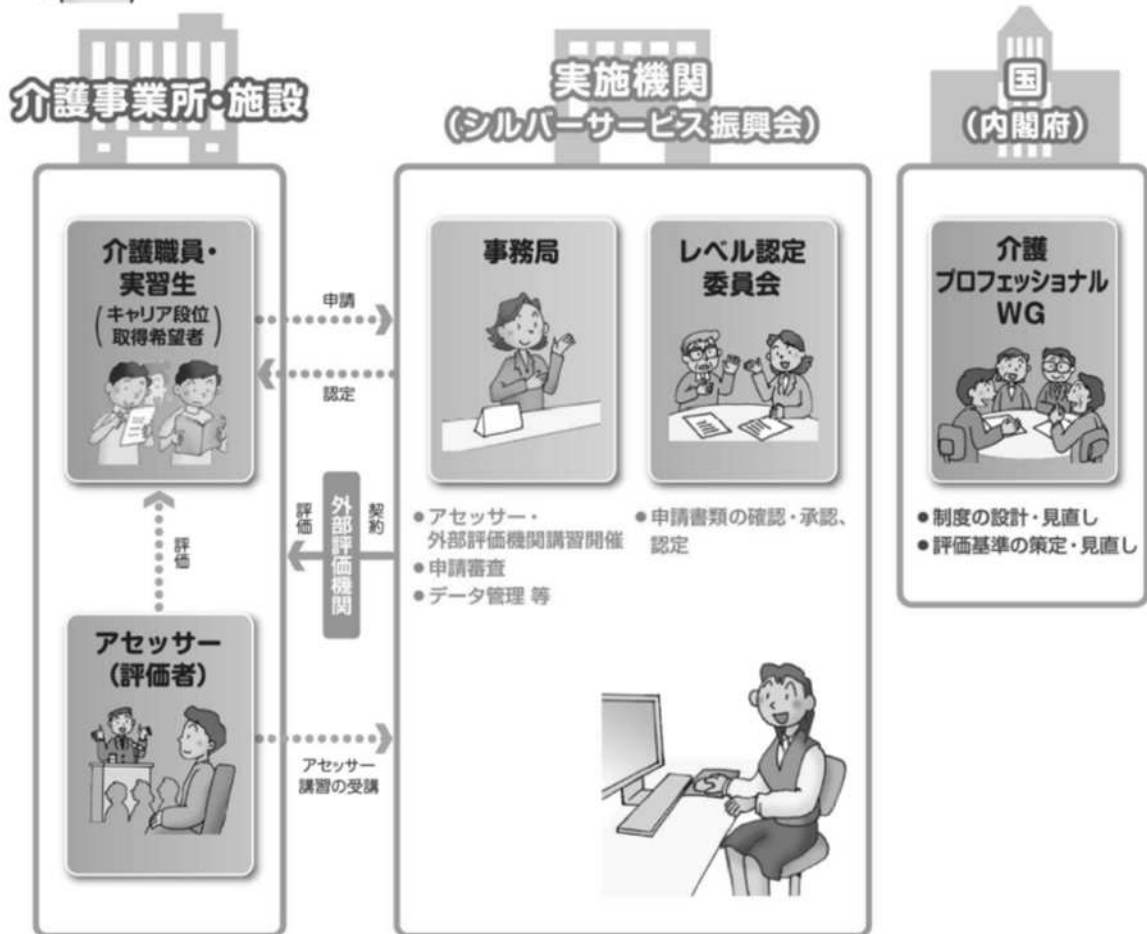 介護事業所・施設
実施機関
（シルバーサービス振興会）
国
（内閣府）
介護職員・
実習生
（キャリア段位
取得希望者）
申請
認定
事務局
レベル認定
委員会
介護
プロフェッショナル
WG
評価
外部評価機関
契約
評価
●アセッサー・
外部評価機関講習開催
●申請審査
●データ管理 等
●申請書類の確認・承認、
認定
●制度の設計・見直し
●評価基準の策定・見直し
アセッサー
（評価者）
アセッサー
講習の受講